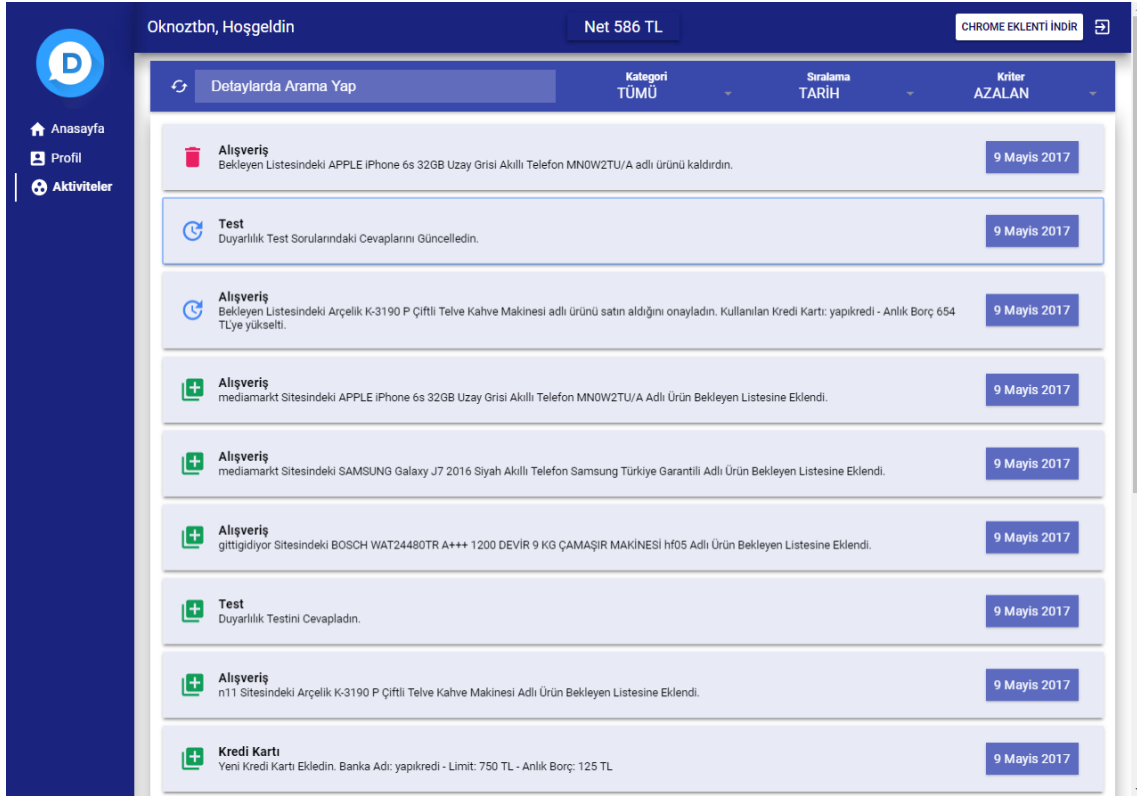 Oknoztbn, Hoşgeldin
Net 586 TL
CHROME EKLENTİ İNDİR
D
Anasayfa
Profil
Aktiviteler
Detaylarda Arama Yap
Kategori
TÜMÜ
Sıralama
TARİH
Kriter
AZALAN
Alışveriş
Bekleyen Listesindeki APPLE iPhone 6s 32GB Uzay Grisi Akıllı Telefon MN0W2TU/A adlı ürünü kaldırdın.
9 Mayis 2017
Test
Duyarlılık Test Sorularındaki Cevaplarını Güncelledin.
9 Mayis 2017
Alışveriş
Bekleyen Listesindeki Arçelik K-3190 P Çiftli Telve Kahve Makinesi adlı ürünü satın aldığını onayladın. Kullanılan Kredi Kartı: yapıkredi - Anlık Borç 654
TL'ye yükselti.
9 Mayis 2017
Alışveriş
mediamarkt Sitesindeki APPLE iPhone 6s 32GB Uzay Grisi Akıllı Telefon MN0W2TU/A Adlı Ürün Bekleyen Listesine Eklendi.
9 Mayis 2017
Alışveriş
mediamarkt Sitesindeki SAMSUNG Galaxy J7 2016 Siyah Akıllı Telefon Samsung Türkiye Garantili Adlı Ürün Bekleyen Listesine Eklendi.
9 Mayis 2017
Alışveriş
gittigidiyor Sitesindeki BOSCH WAT24480TR A+++ 1200 DEVİR 9 KG ÇAMAŞIR MAKİNESİ hf05 Adlı Ürün Bekleyen Listesine Eklendi.
9 Mayis 2017
Test
Duyarlılık Testini Cevapladın.
9 Mayis 2017
Alışveriş
n11 Sitesindeki Arçelik K-3190 P Çiftli Telve Kahve Makinesi Adlı Ürün Bekleyen Listesine Eklendi.
9 Mayis 2017
Kredi Kartı
Yeni Kredi Kartı Ekledin. Banka Adı: yapıkredi - Limit: 750 TL - Anlık Borç: 125 TL
9 Mayis 2017